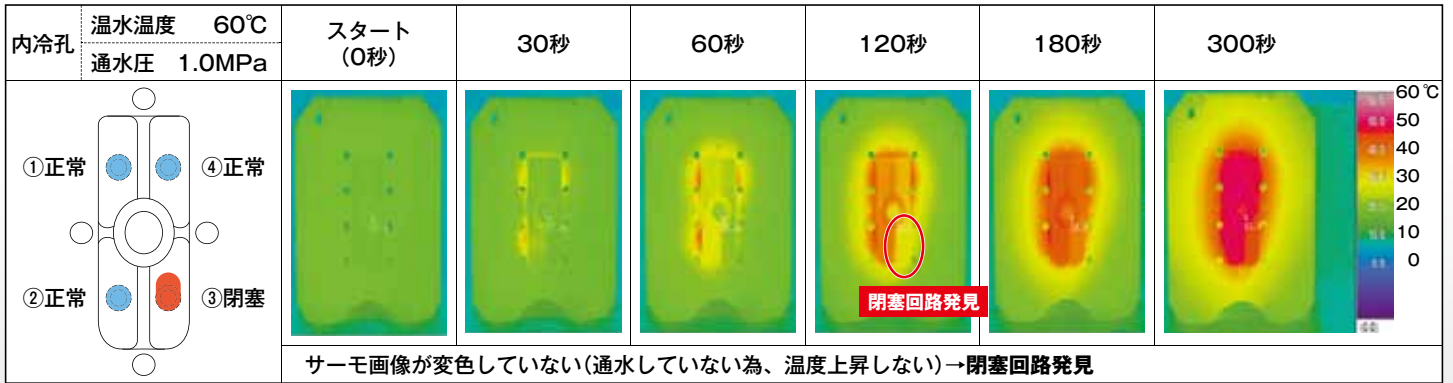 内冷孔
温水温度 60℃
通水圧 1.0MPa
スタート
(0秒)
30秒
60秒
120秒
180秒
300秒
①正常
④正常
②正常
③閉塞
閉塞回路発見
60℃
50
40
30
20
10
0
サーモ画像が変色していない(通水していない為、温度上昇しない)→閉塞回路発見